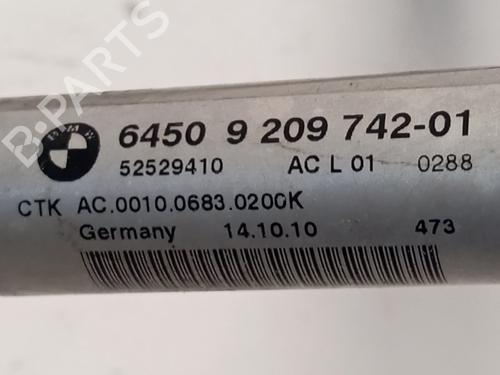 B-PARTS
BMW
6450 9 209 742-01
52529410 AC L 01 0288
CTK AC.0010.0683.0200K
Germany 14.10.10 473